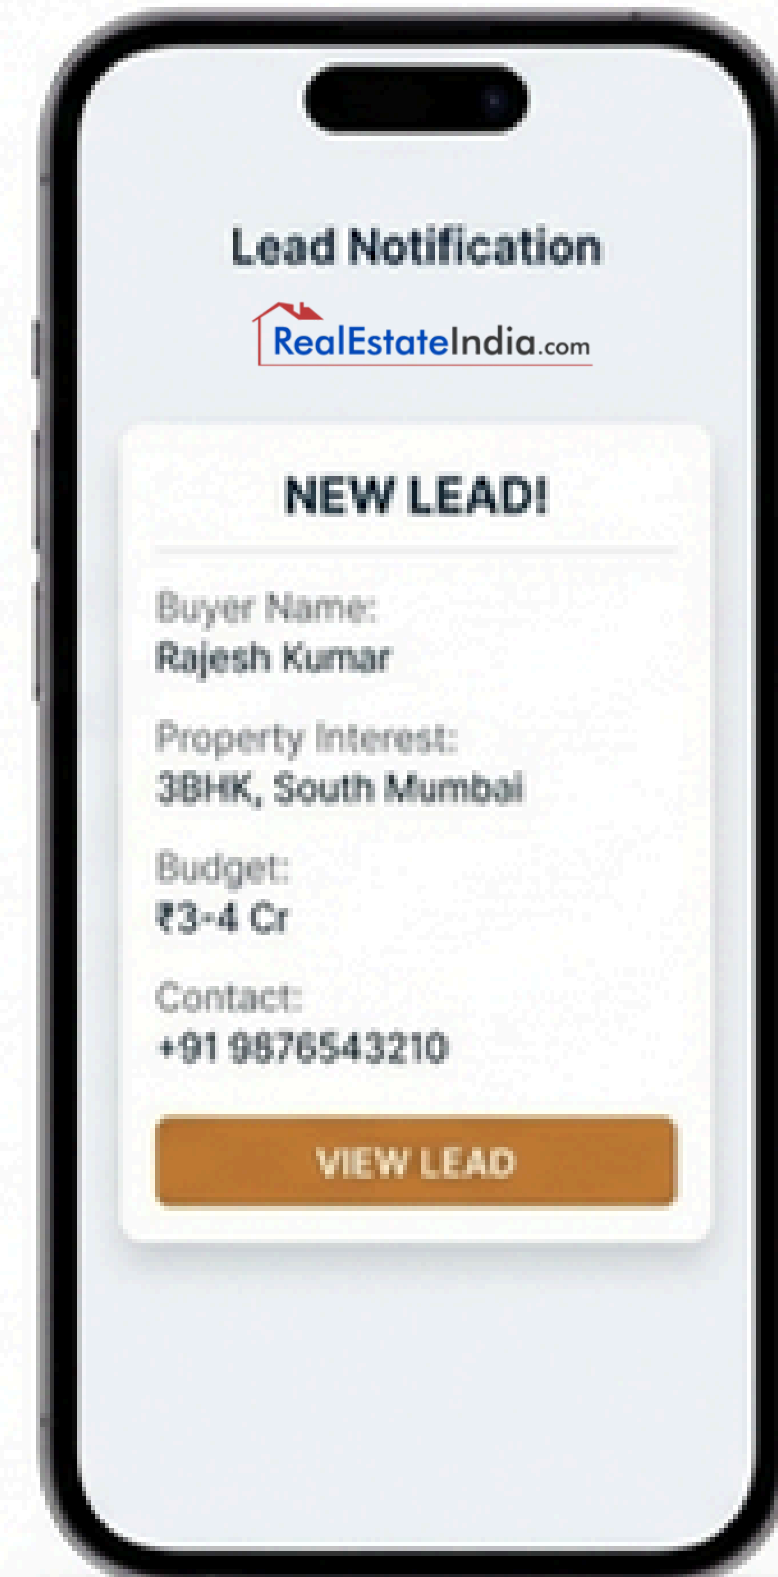 Lead Notification
RealEstateIndia.com
NEW LEAD!
Buyer Name:
Rajesh Kumar
Property Interest:
3BHK, South Mumbai
Budget:
₹3-4 Cr
Contact:
+91 9876543210
VIEW LEAD